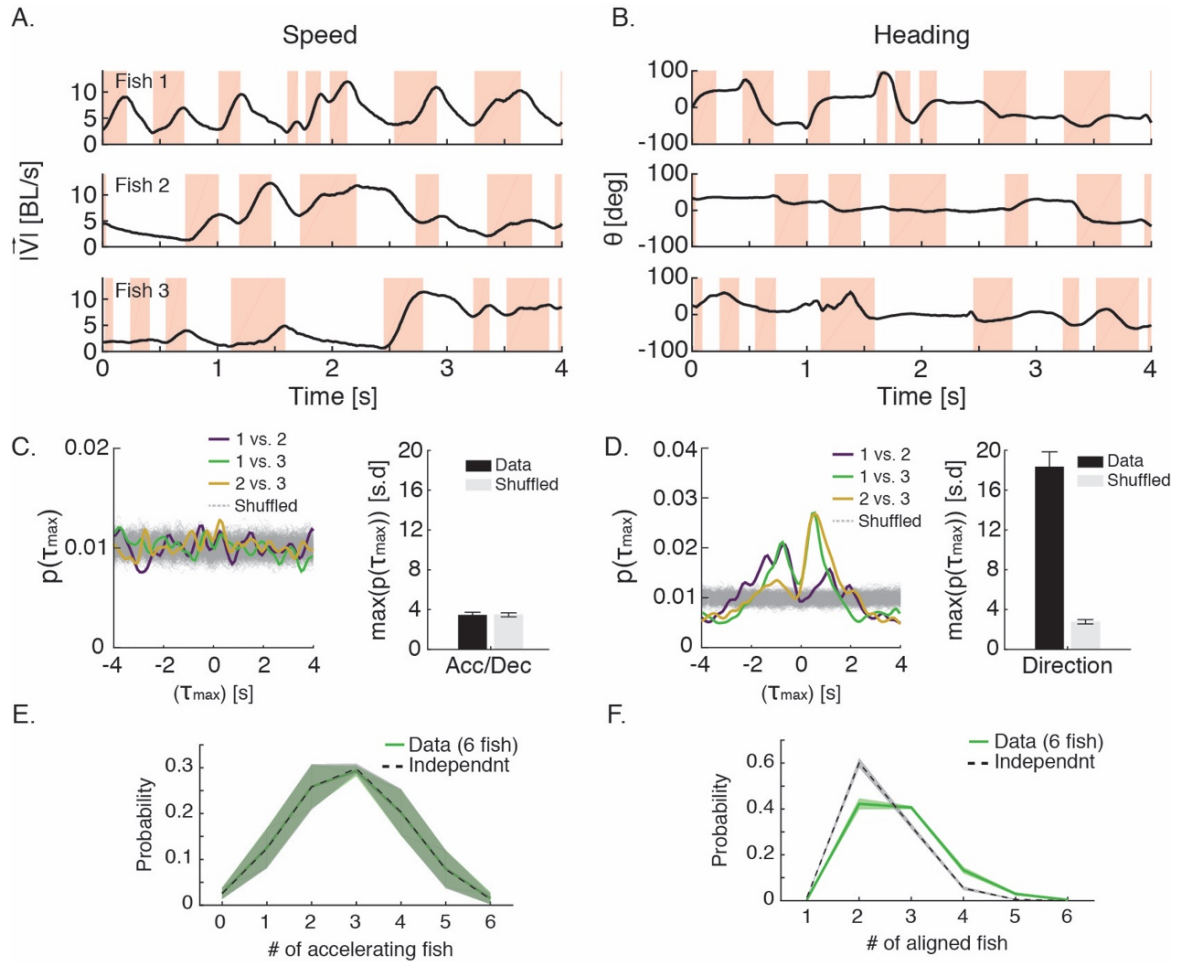 A.
Speed
Fish 1
10
5
0
Fish 2
10
5
0
Fish 3
10
5
0
|V| [BL/s]
0 1 2 3 4
Time [s]
B.
Heading
100
0
-100
100
0
-100
100
0
-100
θ [deg]
0 1 2 3 4
Time [s]
C.
1 vs. 2
1 vs. 3
2 vs. 3
Shuffled
0.02
0.01
0
p(τmax)
-4 -2 0 2 4
(τmax) [s]
20
16
12
8
4
0
max(p(τmax)) [s.d]
Data
Shuffled
Acc/Dec
D.
1 vs. 2
1 vs. 3
2 vs. 3
Shuffled
0.04
0.03
0.02
0.01
0
p(τmax)
-4 -2 0 2 4
(τmax) [s]
20
16
12
8
4
0
max(p(τmax)) [s.d]
Data
Shuffled
Direction
E.
Data (6 fish)
Independnt
0.3
0.1
0
Probability
0 1 2 3 4 5 6
# of accelerating fish
F.
Data (6 fish)
Independnt
0.6
0.4
0.2
0
Probability
1 2 3 4 5 6
# of aligned fish